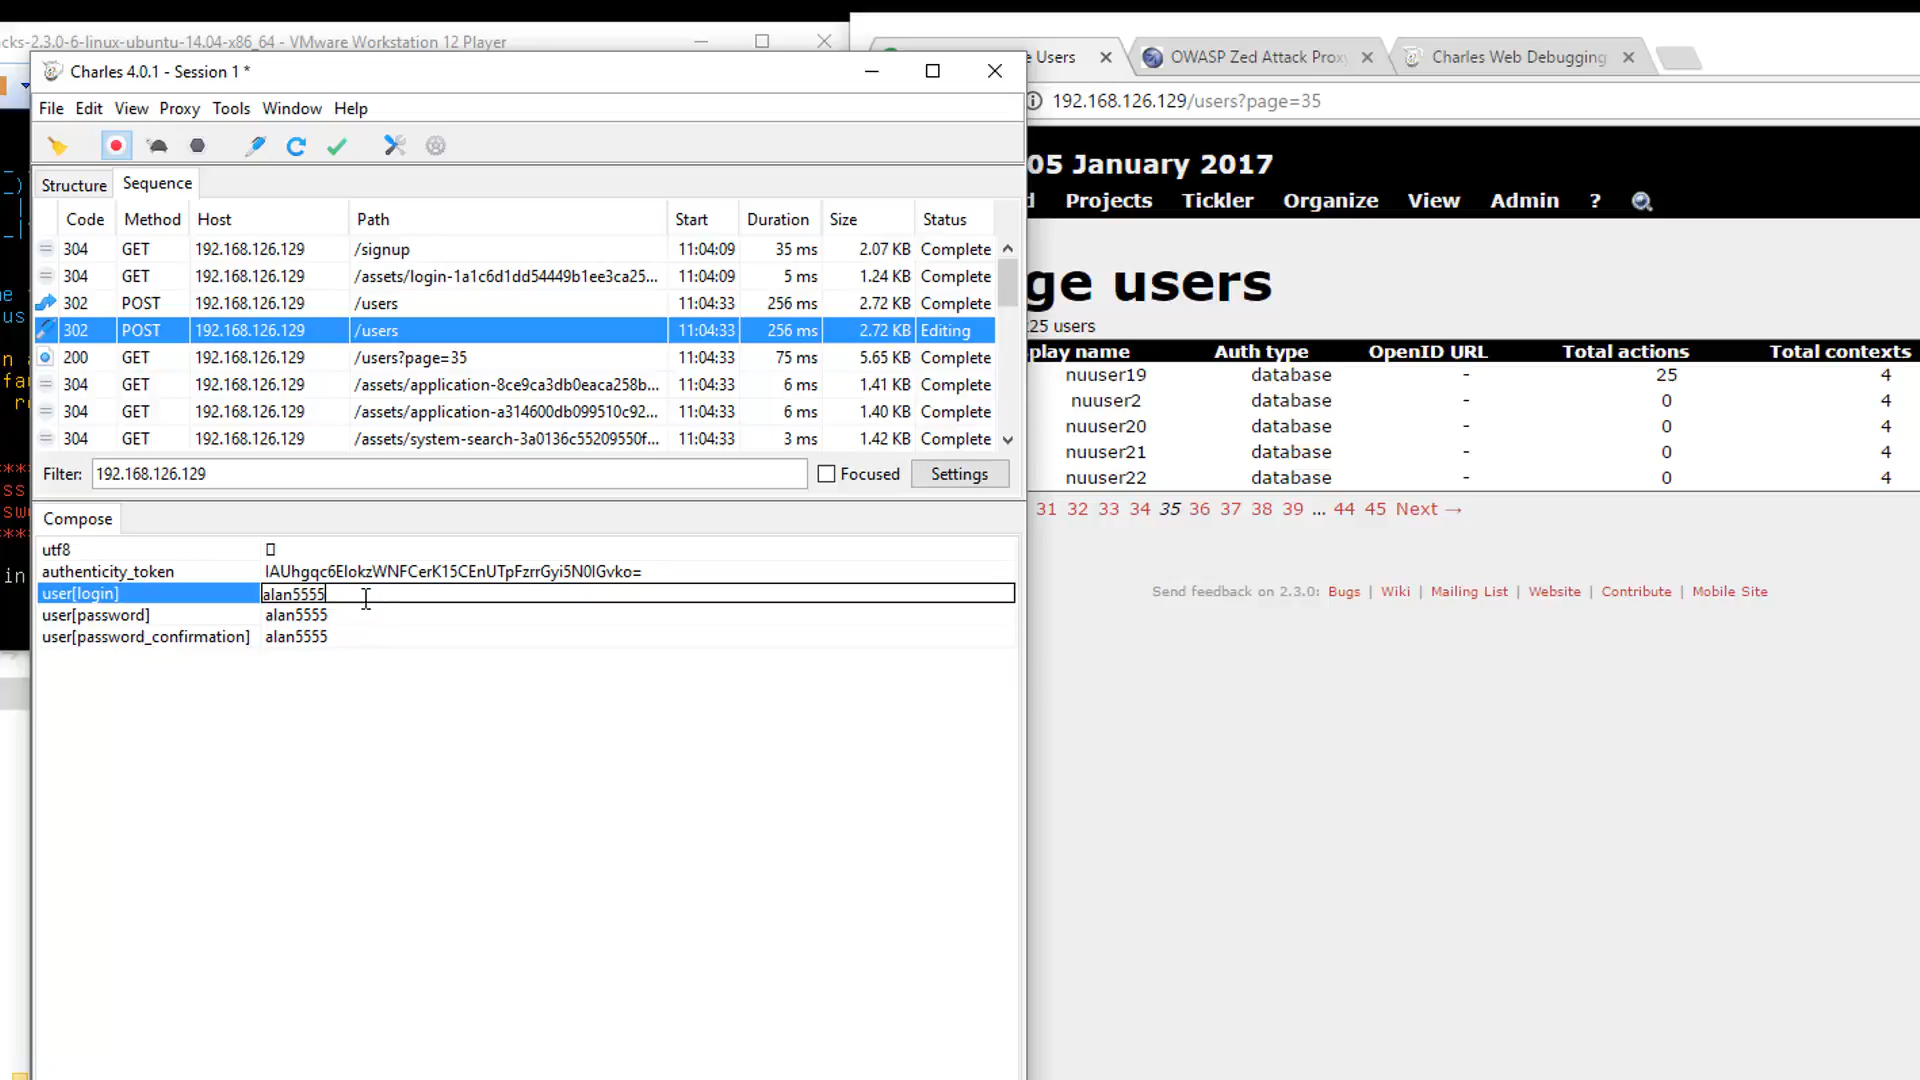 cks-2.3.0-6-linux-ubuntu-14.04-x86_64 - VMware Workstation 12 Player
Charles 4.0.1 - Session 1 *
File Edit View Proxy Tools Window Help
Structure Sequence
Code Method Host Path Start Duration Size Status
304 GET 192.168.126.129 /signup 11:04:09 35 ms 2.07 KB Complete
304 GET 192.168.126.129 /assets/login-1a1c6d1dd54449b1ee3ca25... 11:04:09 5 ms 1.24 KB Complete
302 POST 192.168.126.129 /users 11:04:33 256 ms 2.72 KB Complete
302 POST 192.168.126.129 /users 11:04:33 256 ms 2.72 KB Editing
200 GET 192.168.126.129 /users?page=35 11:04:33 75 ms 5.65 KB Complete
304 GET 192.168.126.129 /assets/application-8ce9ca3db0eaca258b... 11:04:33 6 ms 1.41 KB Complete
304 GET 192.168.126.129 /assets/application-a314600db099510c92... 11:04:33 6 ms 1.40 KB Complete
304 GET 192.168.126.129 /assets/system-search-3a0136c55209550f... 11:04:33 3 ms 1.42 KB Complete
Filter: 192.168.126.129 Focused Settings
Compose
utf8
authenticity_token
user[login] alan5555
user[password] alan5555
user[password_confirmation] alan5555
e Users OWASP Zed Attack Proxy Charles Web Debugging
192.168.126.129/users?page=35
05 January 2017
d Projects Tickler Organize View Admin ?
ge users
25 users
play name Auth type OpenID URL Total actions Total contexts
nuuser19 database - 25 4
nuuser2 database - 0 4
nuuser20 database - 0 4
nuuser21 database - 0 4
nuuser22 database - 0 4
31 32 33 34 35 36 37 38 39 ... 44 45 Next →
Send feedback on 2.3.0: Bugs | Wiki | Mailing List | Website | Contribute | Mobile Site